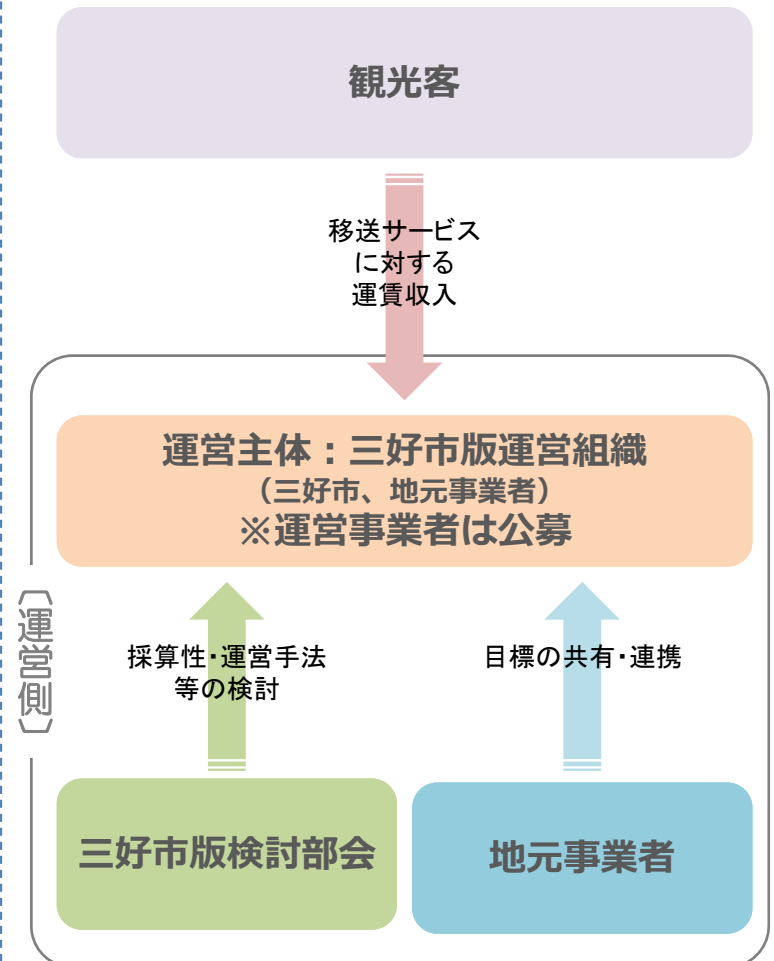 観光客
移送サービス
に対する
運賃収入
運営主体：三好市版運営組織
（三好市、地元事業者）
※運営事業者は公募
〔運営側〕
採算性・運営手法
等の検討
目標の共有・連携
三好市版検討部会
地元事業者